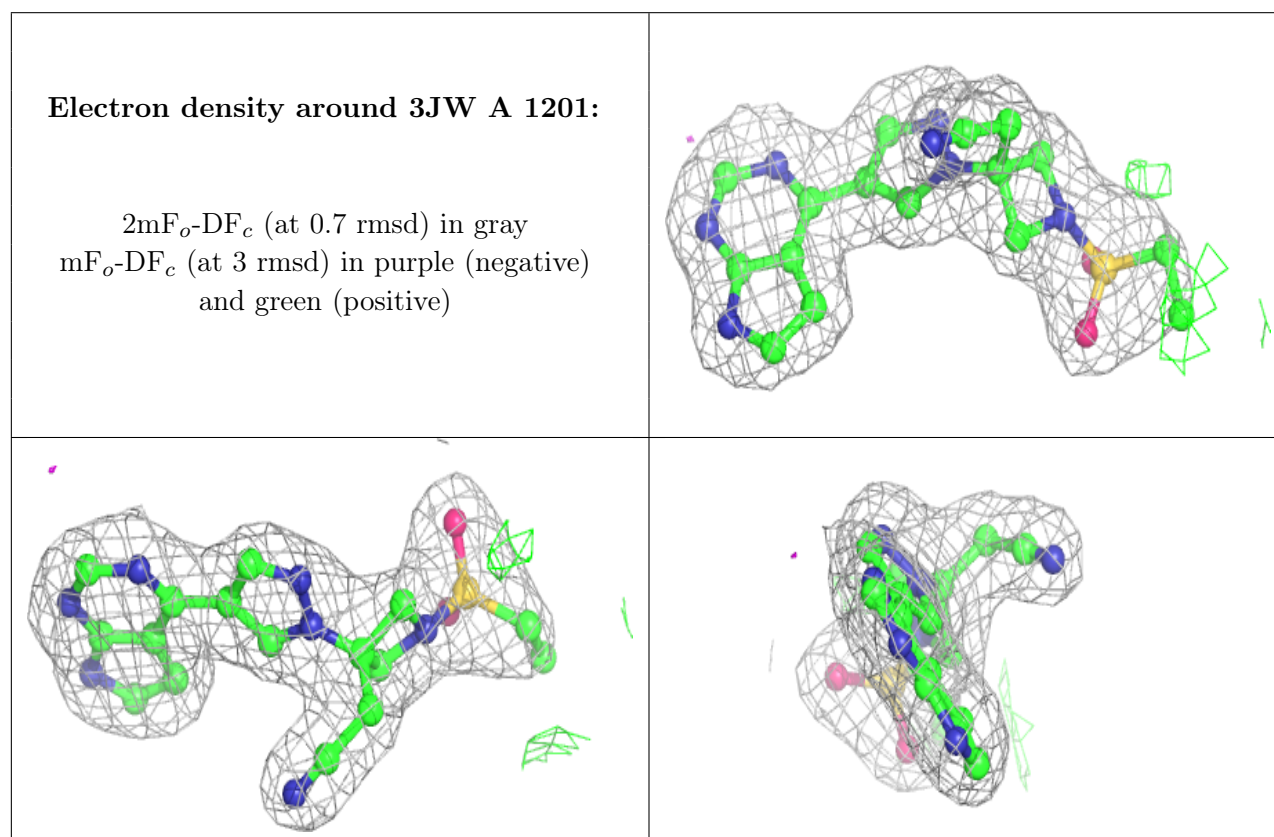 Electron density around 3JW A 1201:
2mFₒ-DF𝒸 (at 0.7 rmsd) in gray
mFₒ-DF𝒸 (at 3 rmsd) in purple (negative)
and green (positive)